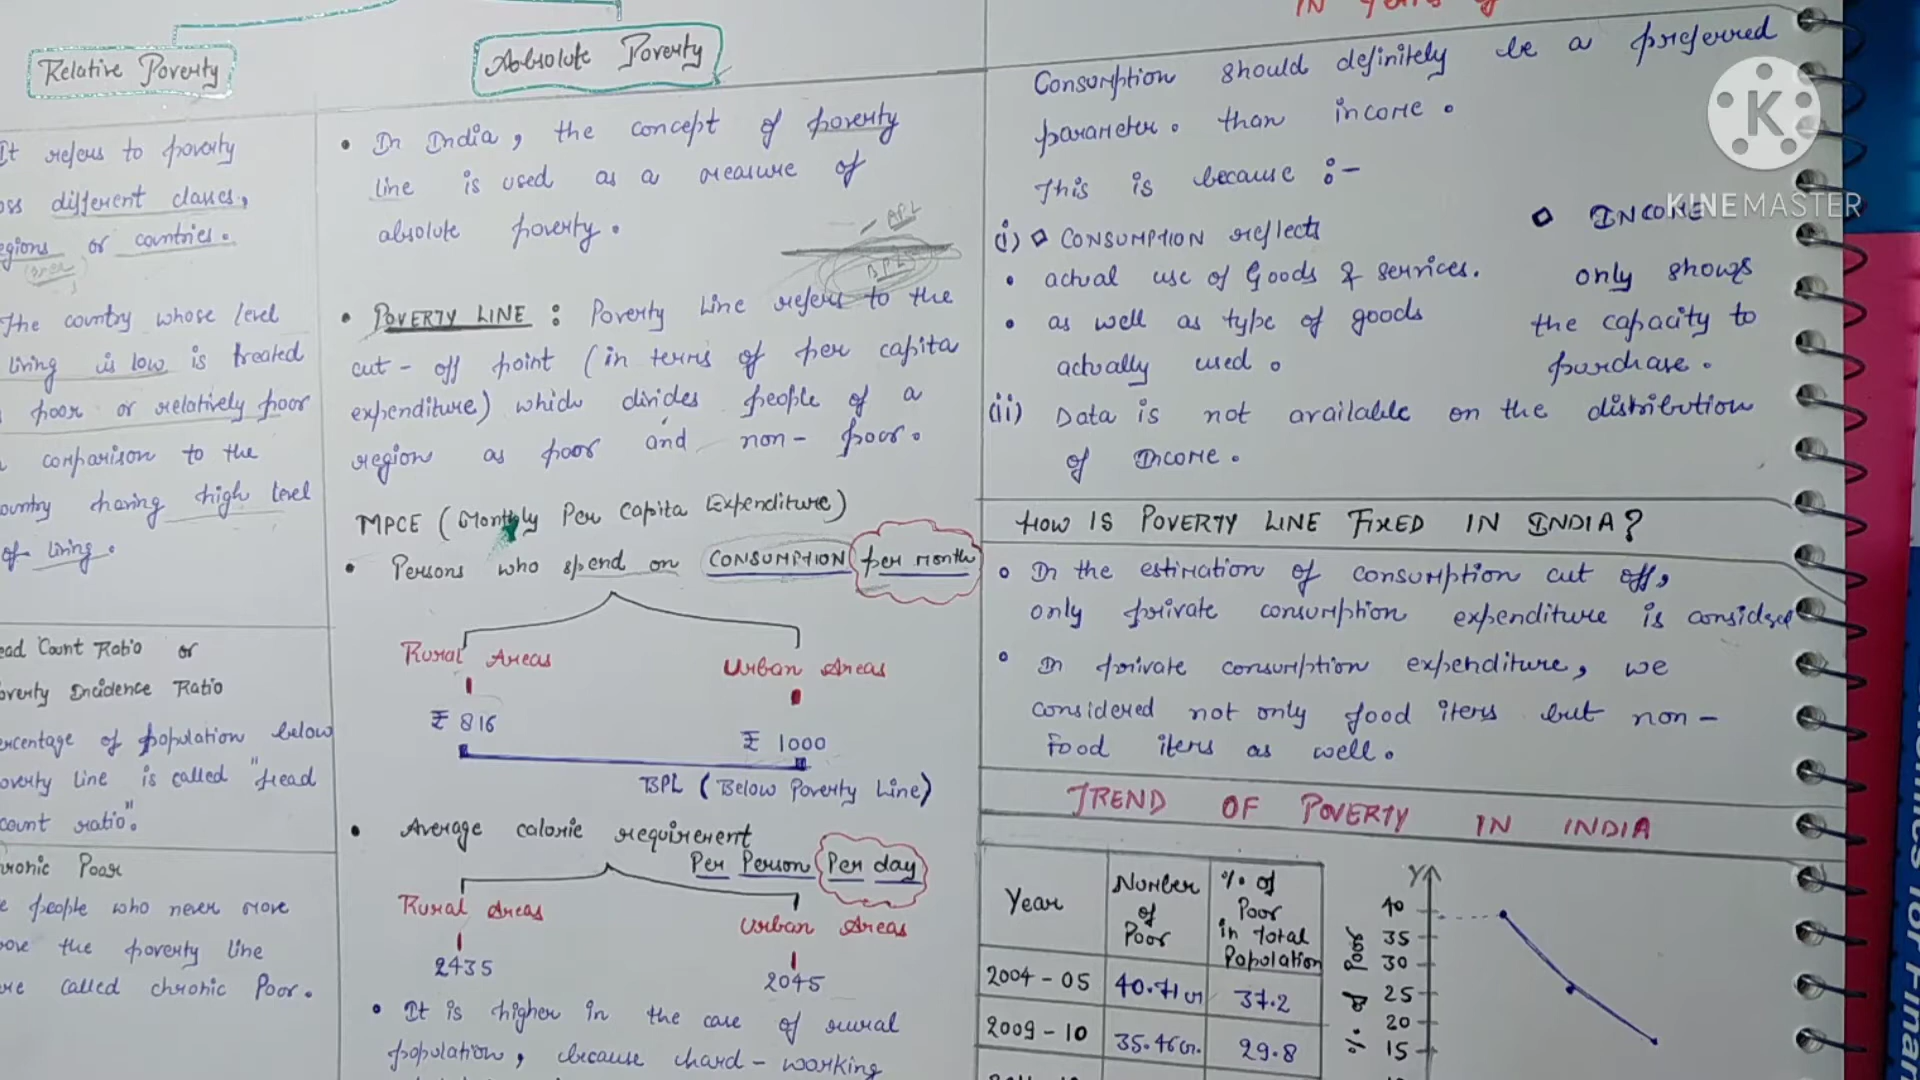 Relative Poverty
It refers to poverty
oss different classes,
egions or countries.
(Area)
The country whose level
living is low is treated
poor or relatively poor
comparison to the
ountry having high level
of living.
ead Count Ratio or
overty Incidence Ratio
ercentage of population below
overty line is called "Head
count ratio".
hronic Poor
e people who never move
ove the poverty line
are called chronic Poor.
Absolute Poverty
• In India, the concept of poverty
line is used as a measure of
absolute poverty.
APL
BPL
• POVERTY LINE : Poverty Line refers to the
cut-off point (in terms of per capita
expenditure) which divides people of a
region as poor and non-poor.
MPCE (Monthly Per Capita Expenditure)
• Persons who spend on CONSUMPTION per month
Rural Areas
Urban Areas
₹ 816
₹ 1000
BPL (Below Poverty Line)
• Average calorie requirement
Per Person Per day
Rural Areas
Urban Areas
2435
2045
• It is higher in the case of rural
population, because hard-working
Consumption should definitely be a preferred
parameter. than income.
This is because :-
(i) CONSUMPTION reflects
• actual use of Goods & services.
• as well as type of goods
actually used.
INCOME
only shows
the capacity to
purchase.
(ii) Data is not available on the distribution
of Income.
HOW IS POVERTY LINE FIXED IN INDIA?
• In the estimation of consumption cut off,
only private consumption expenditure is considered
• In private consumption expenditure, we
considered not only food items but non-
food items as well.
TREND OF POVERTY IN INDIA
Year
Number of Poor
% of Poor in total Population
2004-05 40.71 cr 37.2
2009-10 35.46 cr. 29.8
Y
40
35
30
25
20
15
% of Poor
K
KINEMASTER